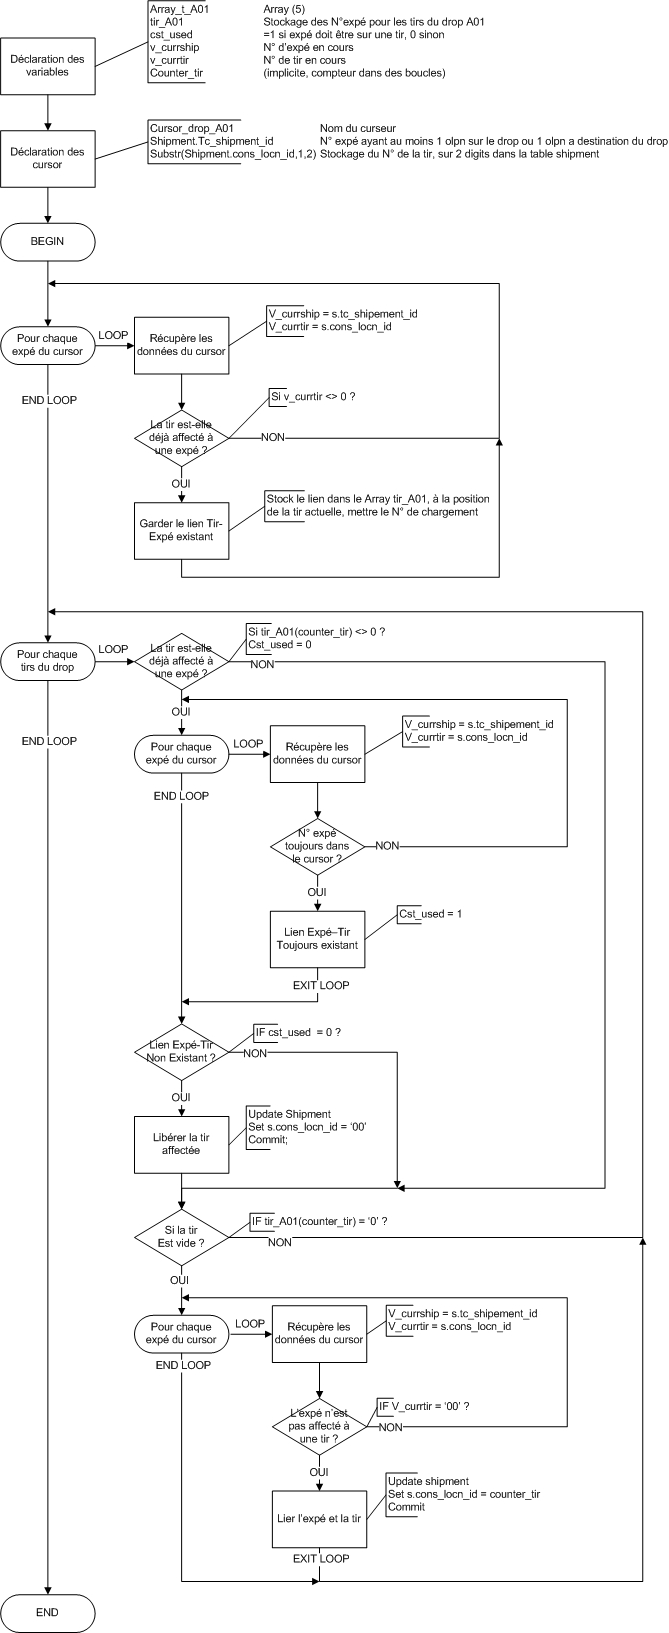 Array_t_A01 Array (5)
tir_A01 Stockage des N°expé pour les tirs du drop A01
cst_used =1 si expé doit être sur une tir, 0 sinon
v_currship N° d'expé en cours
v_currtir N° de tir en cours
Counter_tir (implicite, compteur dans des boucles)
Déclaration des
variables
Cursor_drop_A01 Nom du curseur
Shipment.Tc_shipment_id N° expé ayant au moins 1 olpn sur le drop ou 1 olpn a destination du drop
Substr(Shipment.cons_locn_id,1,2) Stockage du N° de la tir, sur 2 digits dans la table shipment
Déclaration des
cursor
BEGIN
Pour chaque
expé du cursor
LOOP
Récupère les
données du cursor
V_currship = s.tc_shipement_id
V_currtir = s.cons_locn_id
END LOOP
Si v_currtir <> 0 ?
La tir est-elle
déjà affecté à
une expé ?
NON
OUI
Garder le lien Tir-
Expé existant
Stock le lien dans le Array tir_A01, à la position
de la tir actuelle, mettre le N° de chargement
Pour chaque
tirs du drop
LOOP
La tir est-elle
déjà affecté à
une expé ?
Si tir_A01(counter_tir) <> 0 ?
Cst_used = 0
NON
OUI
END LOOP
Pour chaque
expé du cursor
LOOP
Récupère les
données du cursor
V_currship = s.tc_shipement_id
V_currtir = s.cons_locn_id
END LOOP
N° expé
toujours dans
le cursor ?
NON
OUI
Lien Expé–Tir
Toujours existant
Cst_used = 1
EXIT LOOP
Lien Expé-Tir
Non Existant ?
IF cst_used  = 0 ?
NON
OUI
Libérer la tir
affectée
Update Shipment
Set s.cons_locn_id = ‘00’
Commit;
Si la tir
Est vide ?
IF tir_A01(counter_tir) = ‘0’ ?
NON
OUI
Pour chaque
expé du cursor
LOOP
Récupère les
données du cursor
V_currship = s.tc_shipement_id
V_currtir = s.cons_locn_id
END LOOP
L'expé n'est
pas affecté à
une tir ?
IF V_currtir = ‘00’ ?
NON
OUI
Lier l'expé et la tir
Update shipment
Set s.cons_locn_id = counter_tir
Commit
EXIT LOOP
END